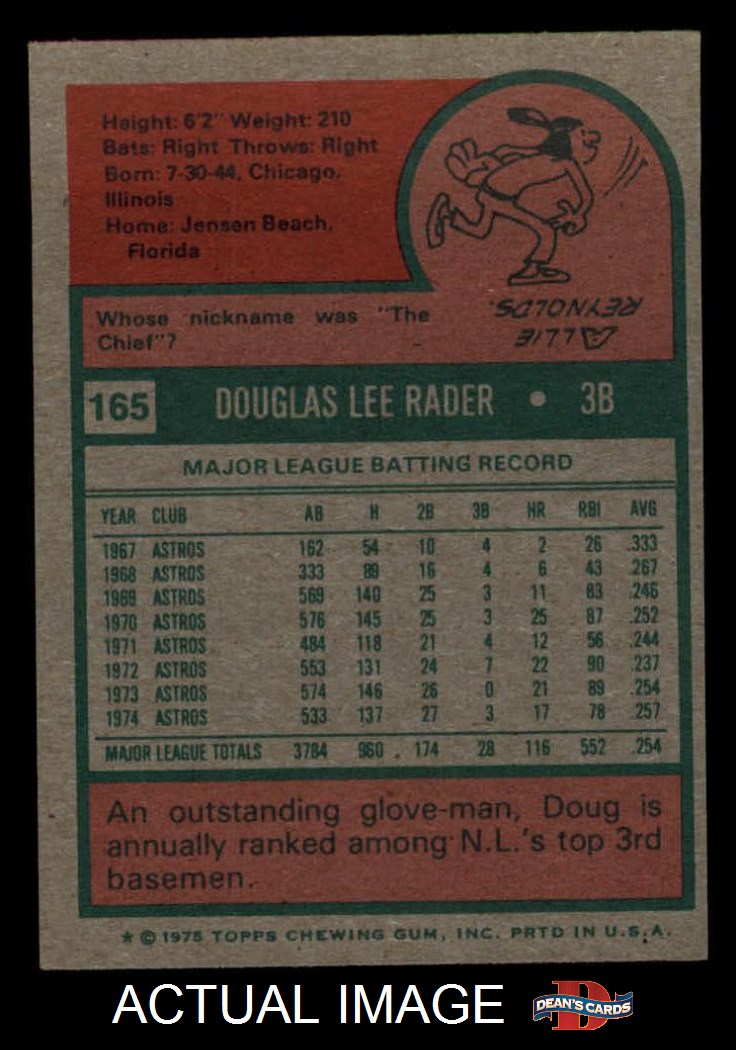 Height: 6'2" Weight: 210
Bats: Right Throws: Right
Born: 7-30-44, Chicago,
Illinois
Home: Jensen Beach,
Florida
Whose nickname was "The
Chief"?
ALLIE
REYNOLDS.
165 DOUGLAS LEE RADER • 3B
MAJOR LEAGUE BATTING RECORD
YEAR CLUB AB H 2B 3B HR RBI AVG
1967 ASTROS 162 54 10 4 2 26 .333
1968 ASTROS 333 89 16 4 6 43 .267
1969 ASTROS 569 140 25 3 11 83 .246
1970 ASTROS 576 145 25 3 25 87 .252
1971 ASTROS 484 118 21 4 12 56 .244
1972 ASTROS 553 131 24 7 22 90 .237
1973 ASTROS 574 146 26 0 21 89 .254
1974 ASTROS 533 137 27 3 17 78 .257
MAJOR LEAGUE TOTALS 3784 960 174 28 116 552 .254
An outstanding glove-man, Doug is
annually ranked among N.L.'s top 3rd
basemen.
★ © 1975 TOPPS CHEWING GUM, INC. PRTD IN U.S.A.
ACTUAL IMAGE
DEAN'S CARDS